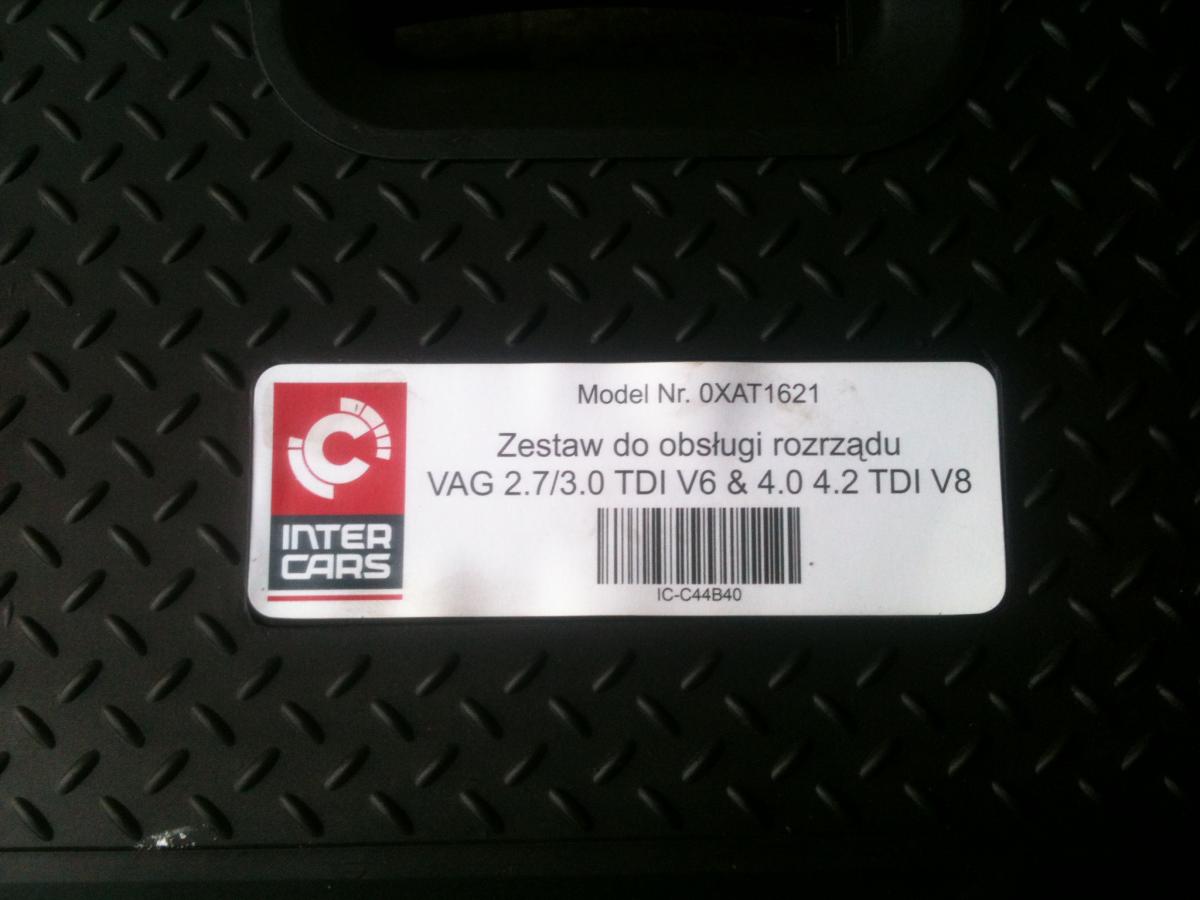 Model Nr. 0XAT1621
Zestaw do obsługi rozrządu
VAG 2.7/3.0 TDI V6 & 4.0 4.2 TDI V8
IC-C44B40
C
INTER
CARS